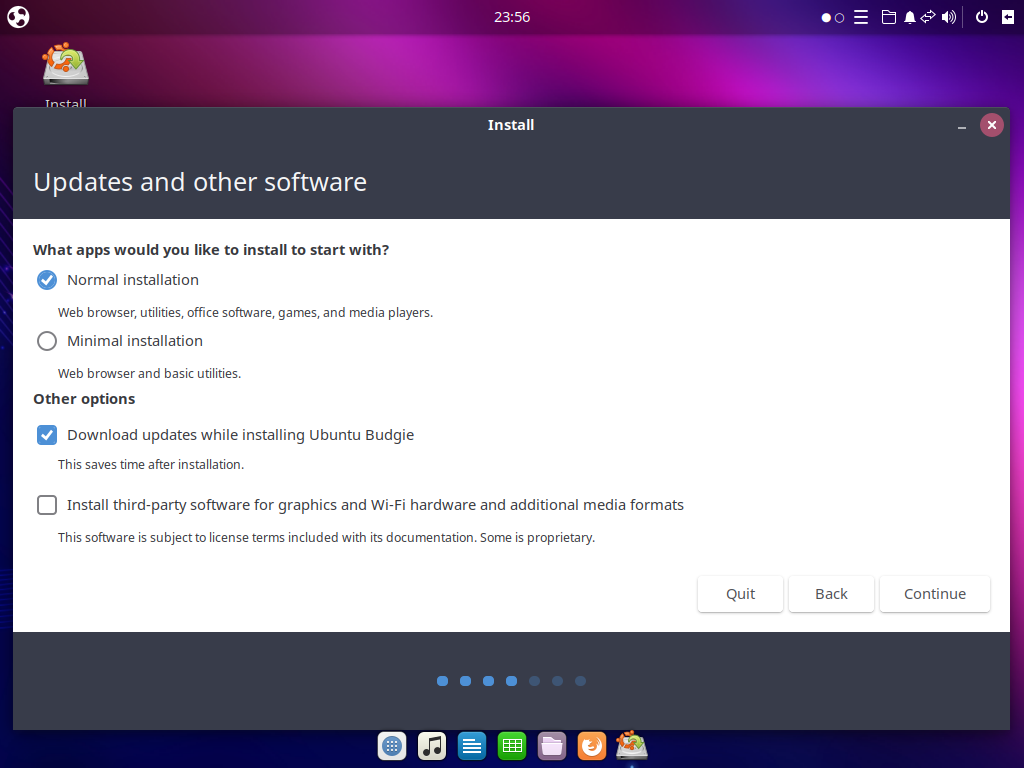 23:56
Install
Install
Updates and other software
What apps would you like to install to start with?
Normal installation
Web browser, utilities, office software, games, and media players.
Minimal installation
Web browser and basic utilities.
Other options
Download updates while installing Ubuntu Budgie
This saves time after installation.
Install third-party software for graphics and Wi-Fi hardware and additional media formats
This software is subject to license terms included with its documentation. Some is proprietary.
Quit Back Continue